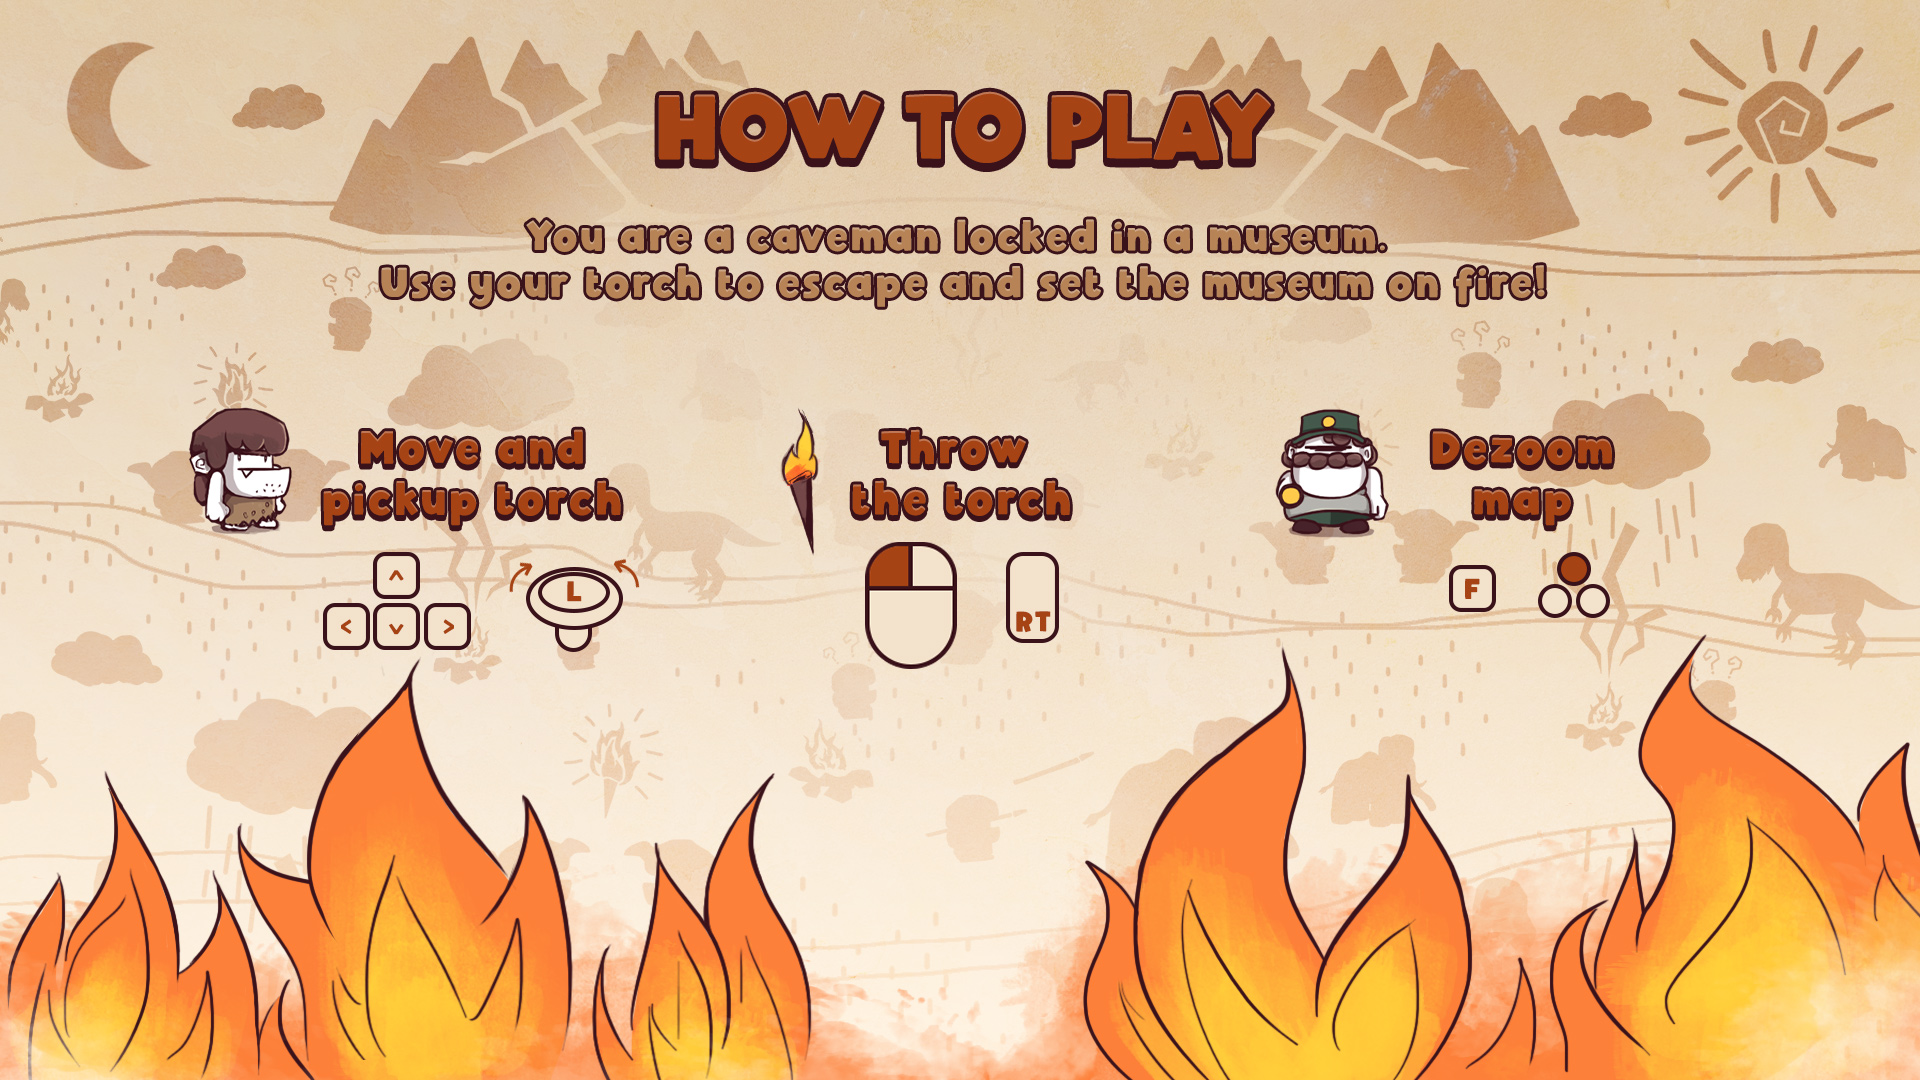 HOW TO PLAY
You are a caveman locked in a museum.
Use your torch to escape and set the museum on fire!
Move and
pickup torch
L
Throw
the torch
RT
Dezoom
map
F